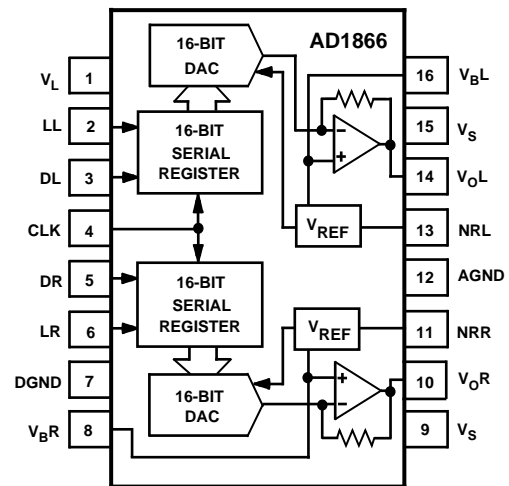 AD1866
V_L 1
LL 2
DL 3
CLK 4
DR 5
LR 6
DGND 7
V_BR 8
16-BIT
DAC
16-BIT
SERIAL
REGISTER
16-BIT
SERIAL
REGISTER
16-BIT
DAC
–
+
V_REF
V_REF
+
–
16 V_BL
15 V_S
14 V_OL
13 NRL
12 AGND
11 NRR
10 V_OR
9 V_S